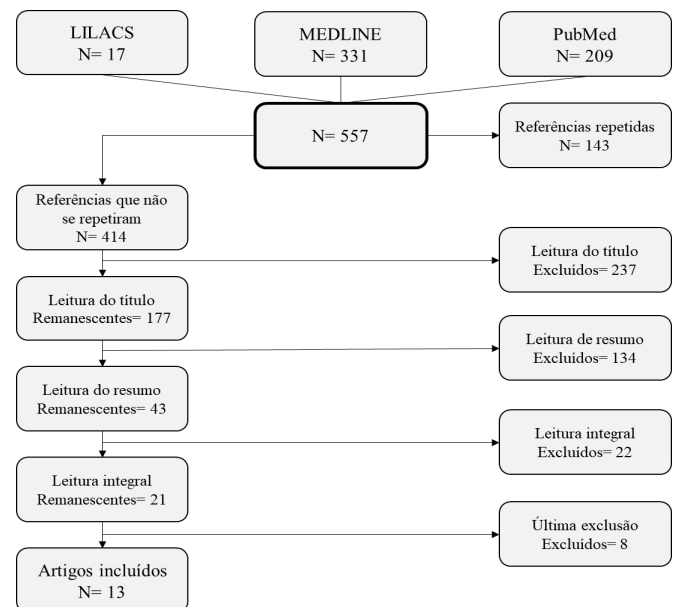 LILACS
N= 17
MEDLINE
N= 331
PubMed
N= 209
N= 557
Referências repetidas
N= 143
Referências que não
se repetiram
N= 414
Leitura do título
Excluídos= 237
Leitura do título
Remanescentes= 177
Leitura de resumo
Excluídos= 134
Leitura do resumo
Remanescentes= 43
Leitura integral
Excluídos= 22
Leitura integral
Remanescentes= 21
Última exclusão
Excluídos= 8
Artigos incluídos
N= 13